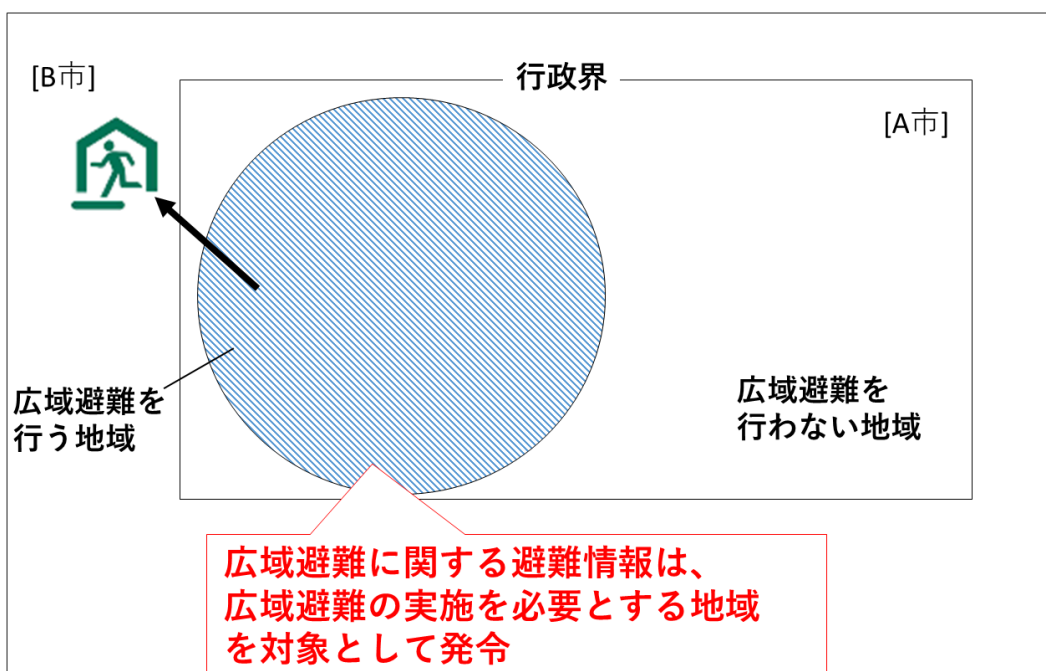 [B市]
行政界
[A市]
広域避難を
行う地域
広域避難を
行わない地域
広域避難に関する避難情報は、
広域避難の実施を必要とする地域
を対象として発令